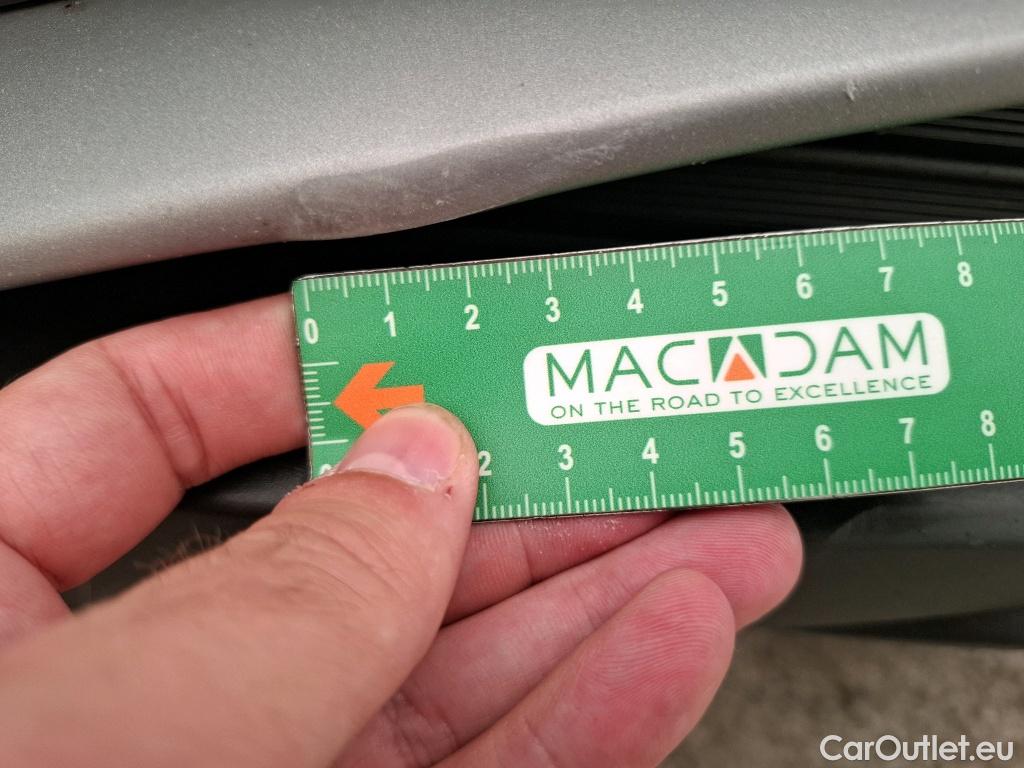 0 1 2 3 4 5 6 7 8
MACADAM
ON THE ROAD TO EXCELLENCE
2 3 4 5 6 7 8
CarOutlet.eu